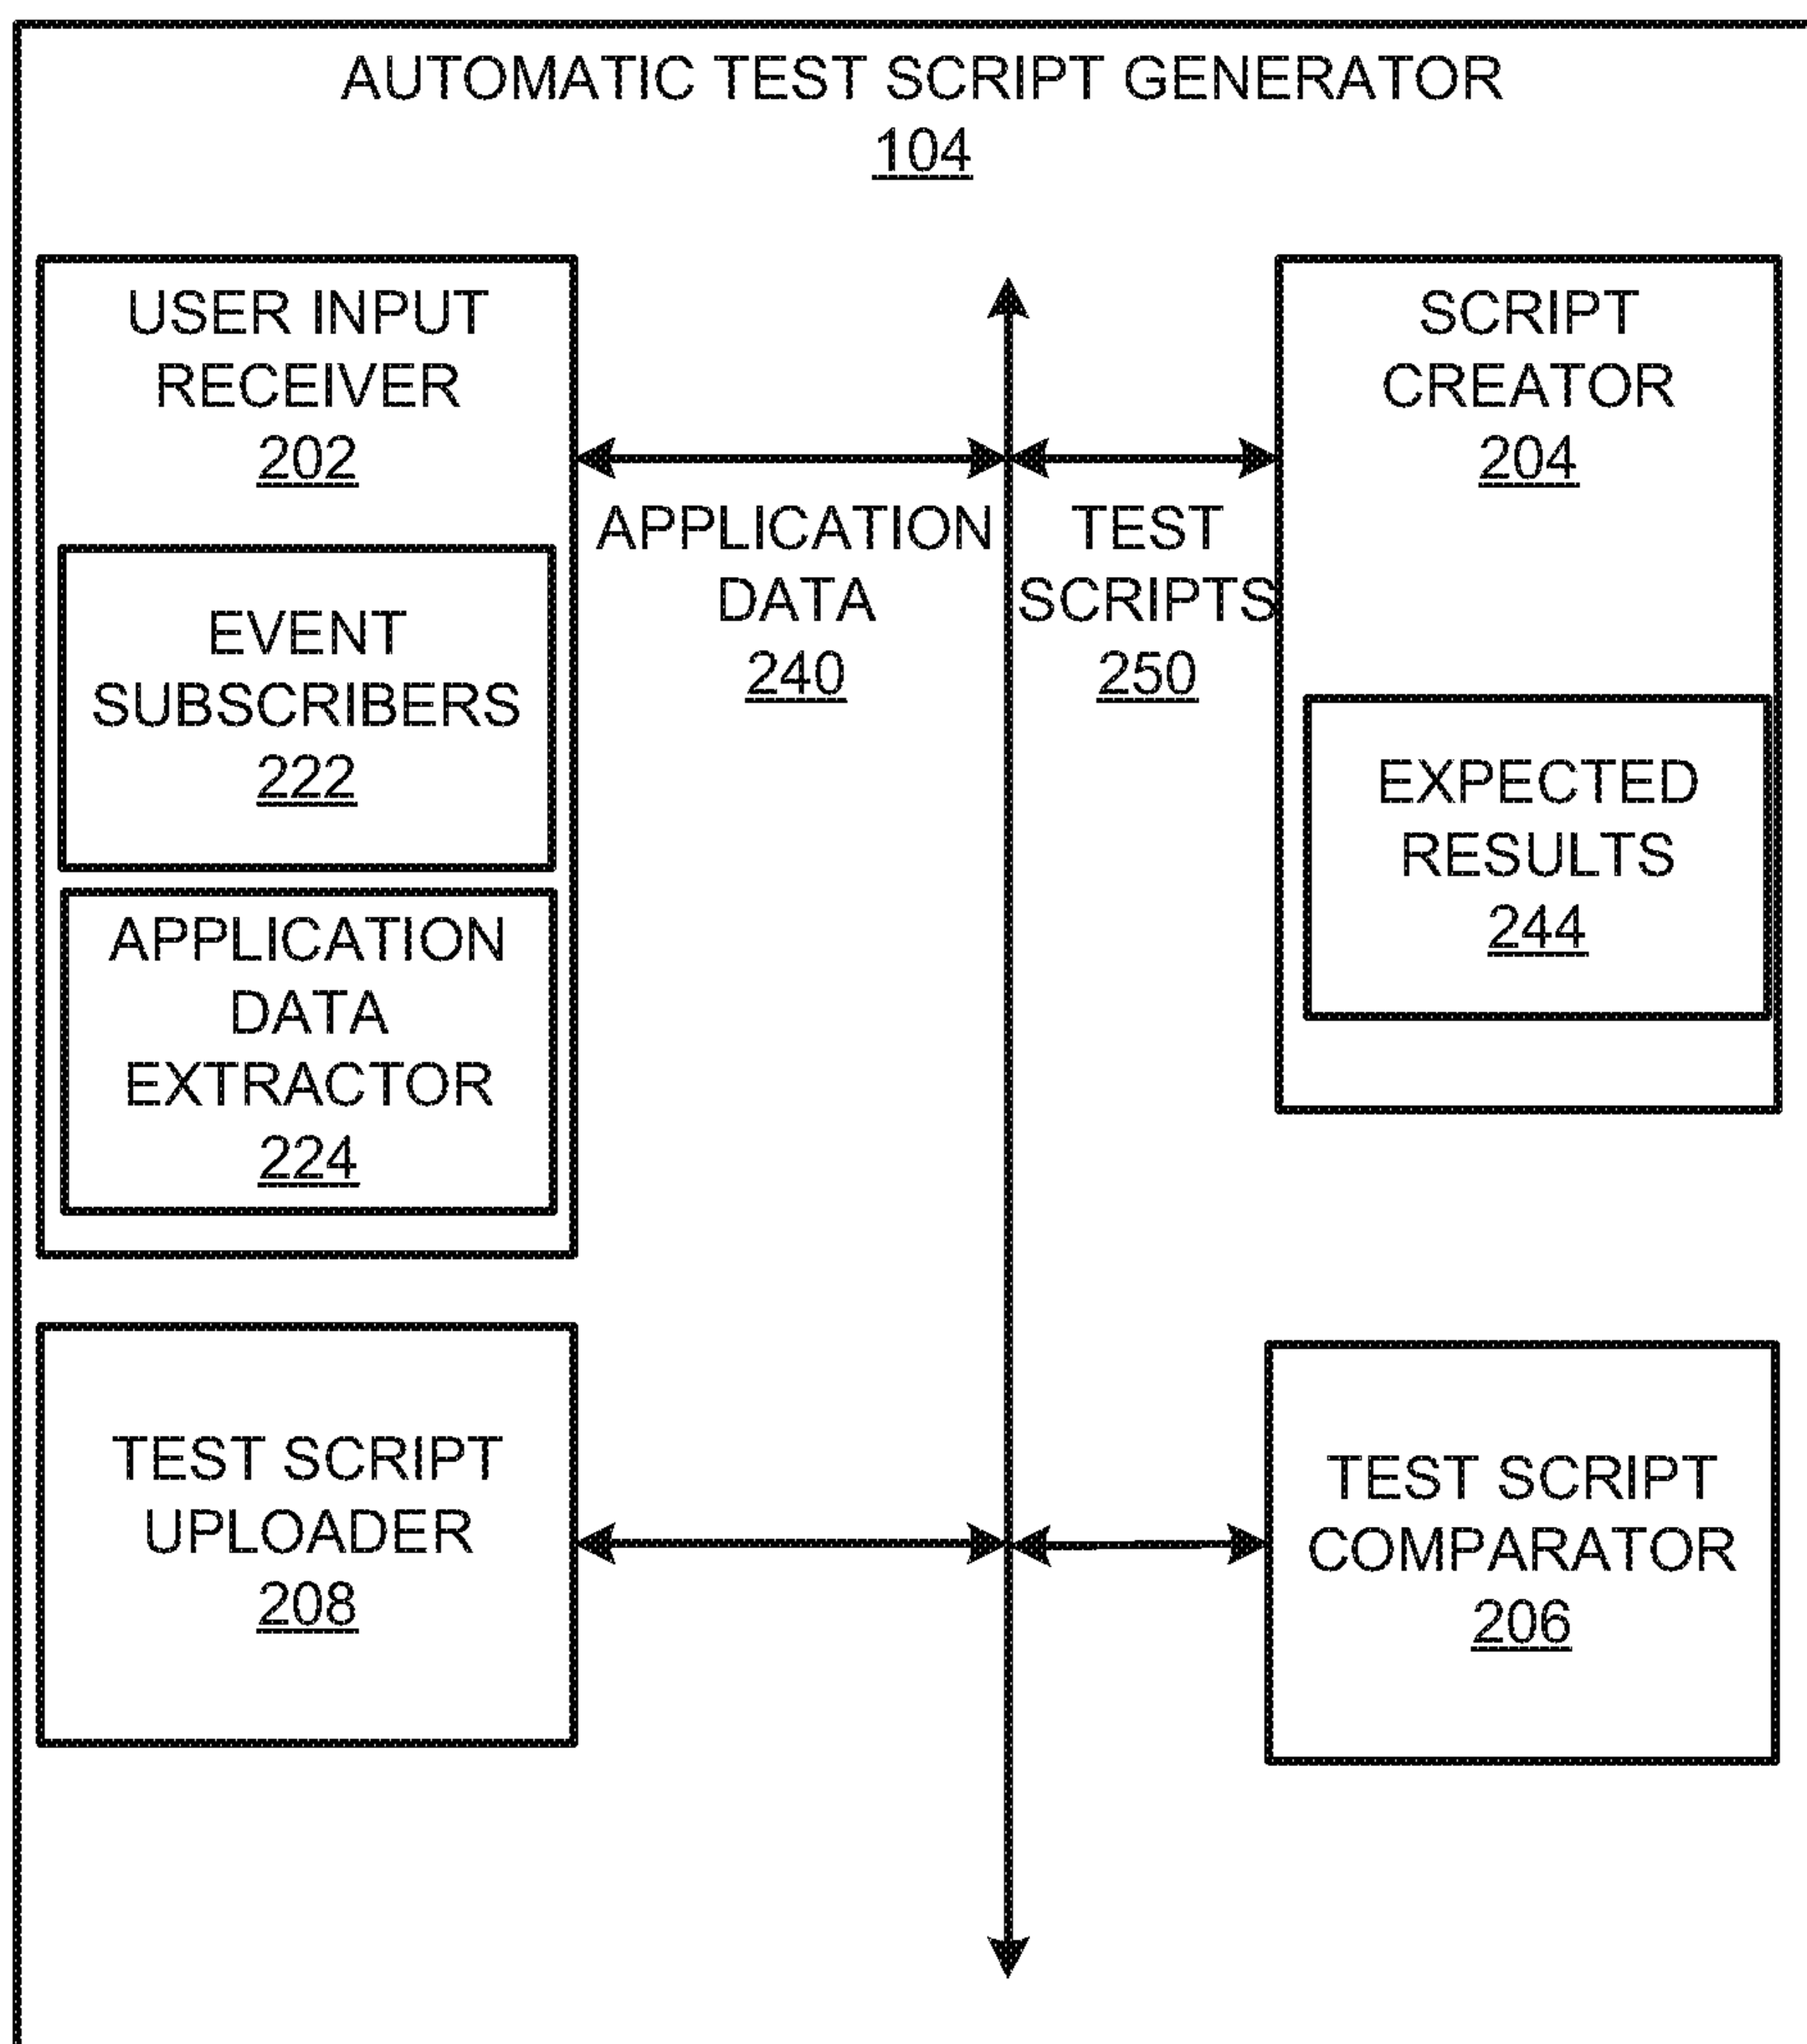 AUTOMATIC TEST SCRIPT GENERATOR
104
USER INPUT
RECEIVER
202
EVENT
SUBSCRIBERS
222
APPLICATION
DATA
EXTRACTOR
224
APPLICATION
DATA
240
TEST
SCRIPTS
250
SCRIPT
CREATOR
204
EXPECTED
RESULTS
244
TEST SCRIPT
UPLOADER
208
TEST SCRIPT
COMPARATOR
206